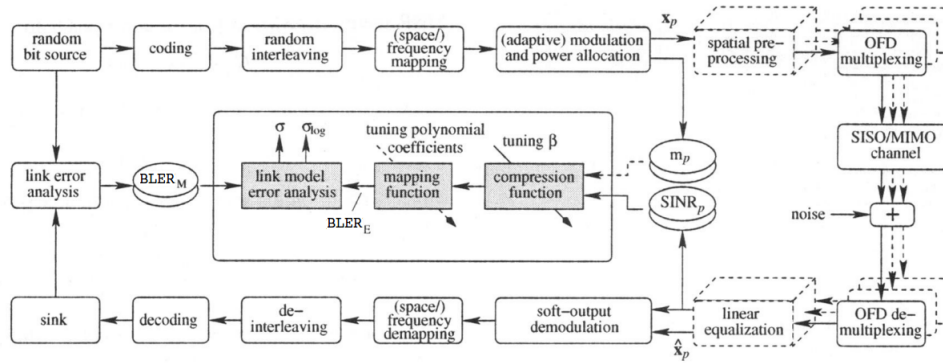 random
bit source
coding
random
interleaving
(space/)
frequency
mapping
(adaptive) modulation
and power allocation
x_p
spatial pre-
processing
OFD
multiplexing
SISO/MIMO
channel
noise
+
OFD de-
multiplexing
linear
equalization
x̂_p
soft-output
demodulation
(space/)
frequency
demapping
de-
interleaving
decoding
sink
link error
analysis
BLER_M
σ
σ_log
link model
error analysis
BLER_E
tuning polynomial
coefficients
mapping
function
tuning β
compression
function
m_p
SINR_p